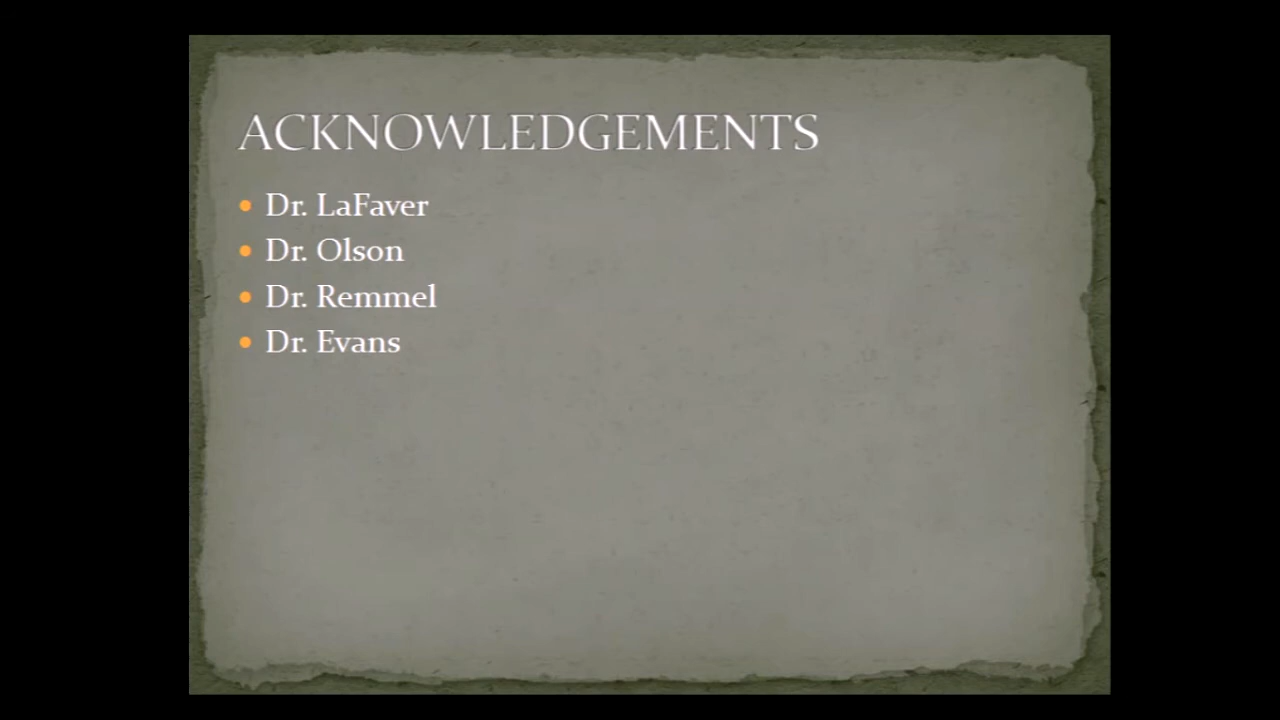 ACKNOWLEDGEMENTS
• Dr. LaFaver
• Dr. Olson
• Dr. Remmel
• Dr. Evans